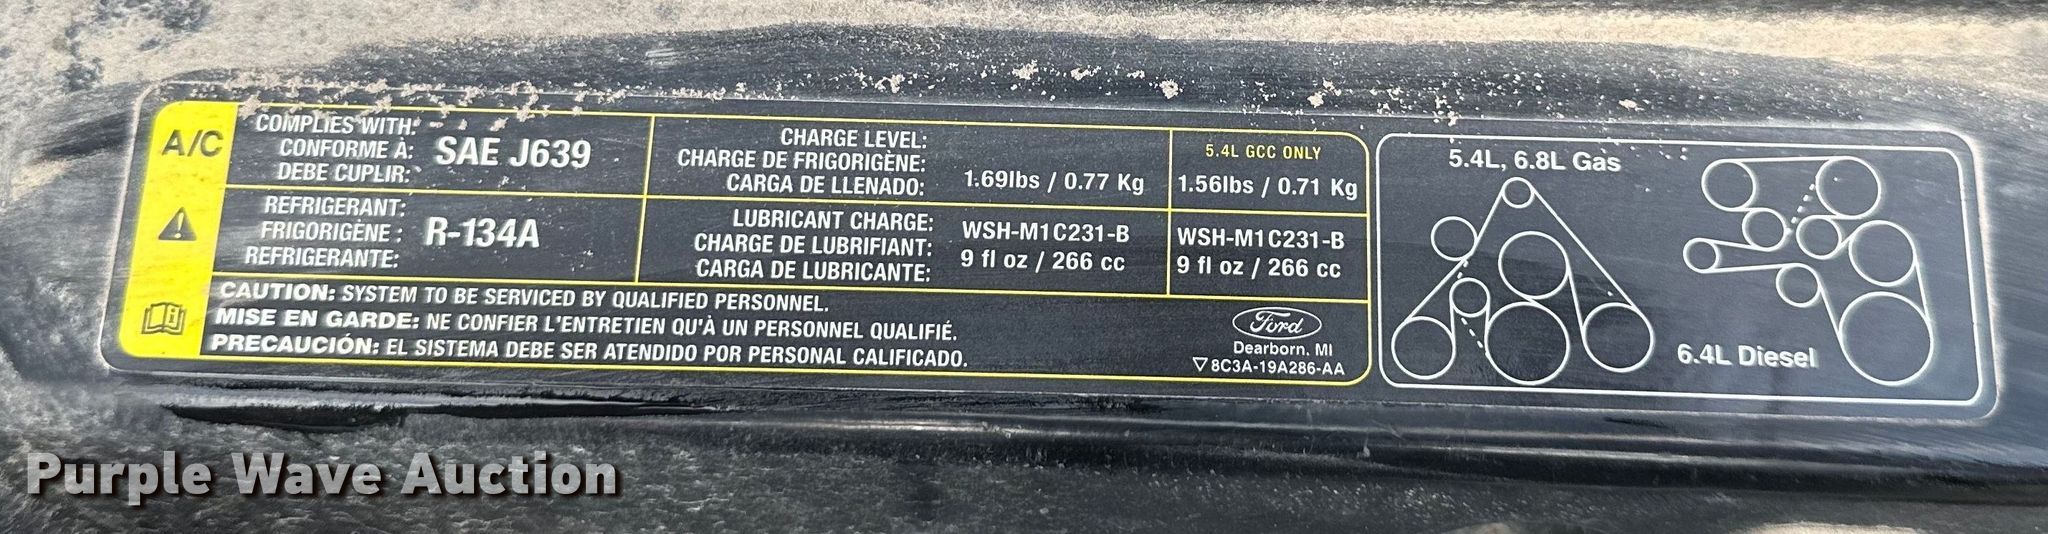 A/C
COMPLIES WITH:
CONFORME À: SAE J639
DEBE CUPLIR:
REFRIGERANT:
FRIGORIGÈNE : R-134A
REFRIGERANTE:
CHARGE LEVEL:
CHARGE DE FRIGORIGÈNE:
CARGA DE LLENADO: 1.69lbs / 0.77 Kg
5.4L GCC ONLY
1.56lbs / 0.71 Kg
LUBRICANT CHARGE:
CHARGE DE LUBRIFIANT:
CARGA DE LUBRICANTE:
WSH-M1C231-B
9 fl oz / 266 cc
WSH-M1C231-B
9 fl oz / 266 cc
CAUTION: SYSTEM TO BE SERVICED BY QUALIFIED PERSONNEL.
MISE EN GARDE: NE CONFIER L'ENTRETIEN QU'À UN PERSONNEL QUALIFIÉ.
PRECAUCIÓN: EL SISTEMA DEBE SER ATENDIDO POR PERSONAL CALIFICADO.
Ford
Dearborn, MI
8C3A-19A286-AA
5.4L, 6.8L Gas
6.4L Diesel
Purple Wave Auction